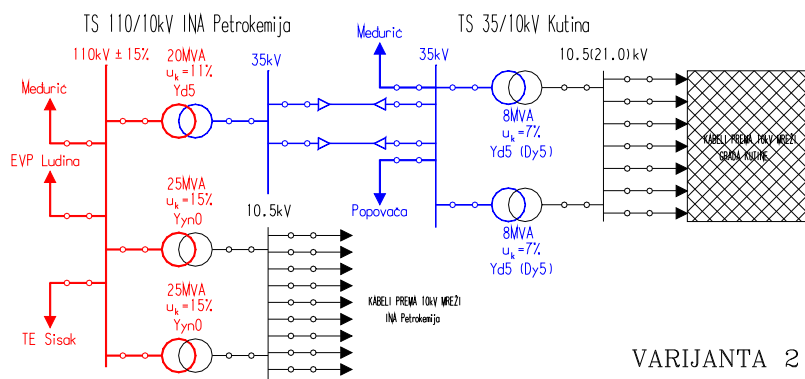 TS 110/10kV INA Petrokemija
TS 35/10kV Kutina
110kV ± 15%
20MVA
uk=11%
Yd5
35kV
Međurić
35kV
10.5(21.0)kV
Međurić
8MVA
uk=7%
Yd5 (Dy5)
KABELI PREMA 10kV MREŽI
GRADA KUTINE
EVP Ludina
25MVA
uk=15%
Yyn0
10.5kV
Popovača
8MVA
uk=7%
Yd5 (Dy5)
25MVA
uk=15%
Yyn0
KABELI PREMA 10kV MREŽI
INA Petrokemija
TE Sisak
VARIJANTA 2